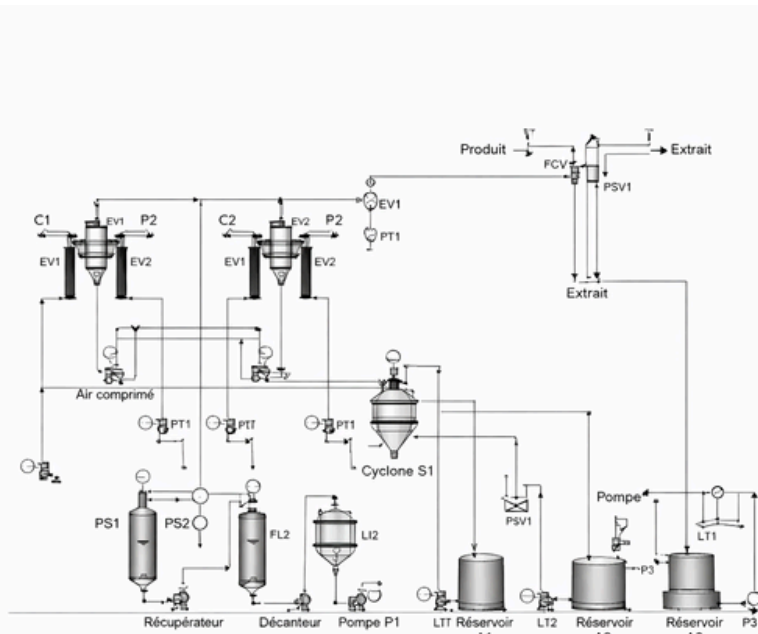 Produit
Extrait
FCV
PSV1
C1
EV1
P2
C2
EV2
P2
EV1
EV1
EV2
EV1
EV2
PT1
Extrait
Air comprimé
PT1
PTT
PT1
Cyclone S1
PS1
PS2
FL2
LI2
PSV1
Pompe
LT1
P3
Récupérateur
Décanteur
Pompe P1
LTT
Réservoir
LT2
Réservoir
Réservoir
P3